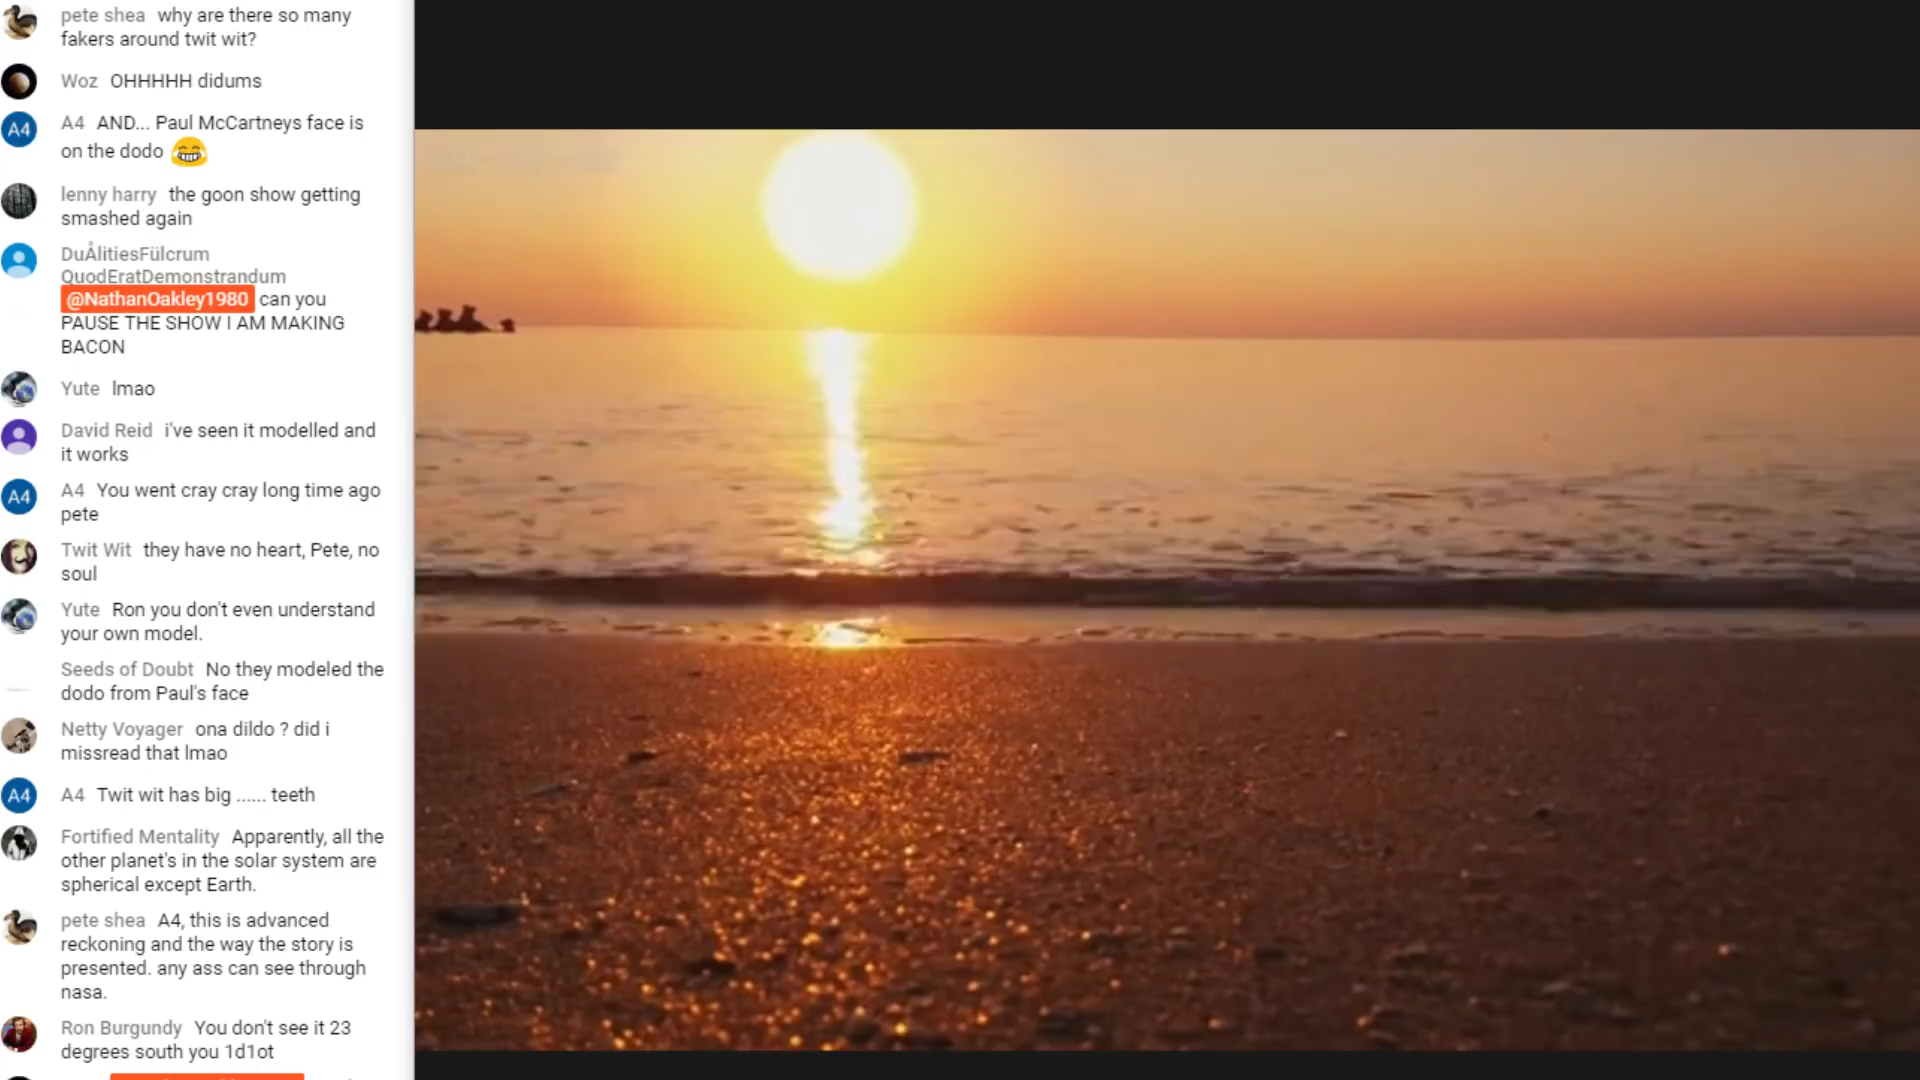 pete shea why are there so many
fakers around twit wit?
Woz OHHHHH didums
A4 A4 AND... Paul McCartneys face is
on the dodo
lenny harry the goon show getting
smashed again
DuÅlitiesFülcrum
QuodEratDemonstrandum
@NathanOakley1980 can you
PAUSE THE SHOW I AM MAKING
BACON
Yute lmao
David Reid i've seen it modelled and
it works
A4 A4 You went cray cray long time ago
pete
Twit Wit they have no heart, Pete, no
soul
Yute Ron you don't even understand
your own model.
Seeds of Doubt No they modeled the
dodo from Paul's face
Netty Voyager ona dildo ? did i
missread that lmao
A4 A4 Twit wit has big ...... teeth
Fortified Mentality Apparently, all the
other planet's in the solar system are
spherical except Earth.
pete shea A4, this is advanced
reckoning and the way the story is
presented. any ass can see through
nasa.
Ron Burgundy You don't see it 23
degrees south you 1d1ot